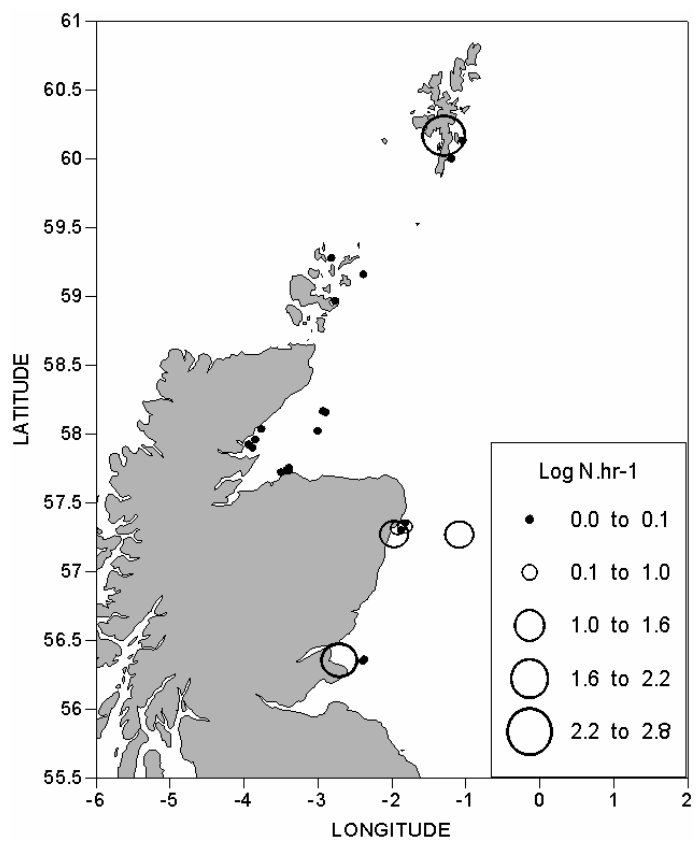 61
60.5
60
59.5
59
58.5
58
57.5
57
56.5
56
55.5
LATITUDE
-6 -5 -4 -3 -2 -1 0 1 2
LONGITUDE
Log N.hr-1
0.0 to 0.1
0.1 to 1.0
1.0 to 1.6
1.6 to 2.2
2.2 to 2.8